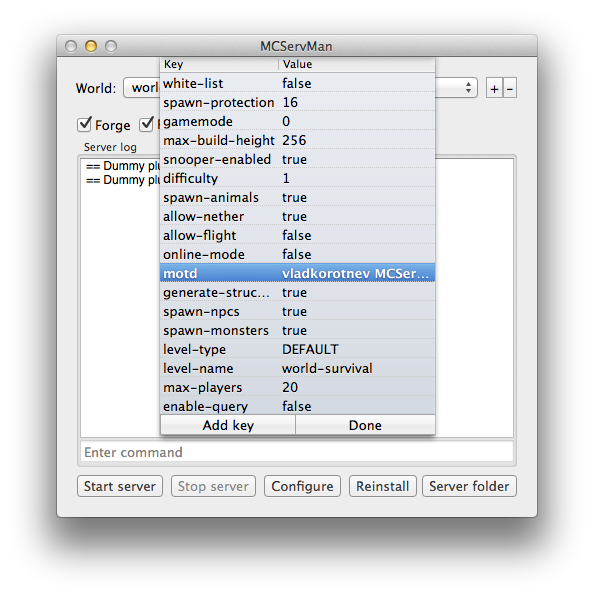 MCServMan
Key Value
World:
white-list false
spawn-protection 16
gamemode 0
Forge
max-build-height 256
Server log
snooper-enabled true
== Dummy
difficulty 1
== Dummy
spawn-animals true
allow-nether true
allow-flight false
online-mode false
motd vladkorotnev MCSer...
generate-struc... true
spawn-npcs true
spawn-monsters true
level-type DEFAULT
level-name world-survival
max-players 20
enable-query false
Add key Done
Enter command
Start server Stop server Configure Reinstall Server folder